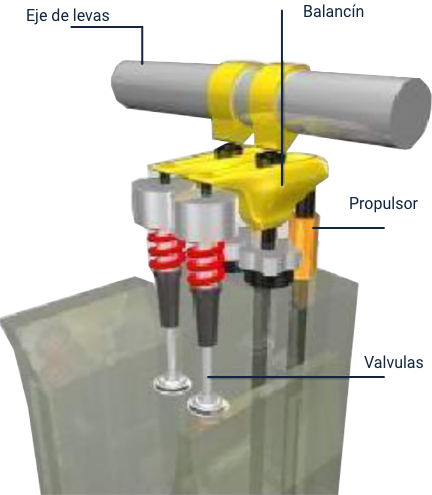 Eje de levas
Balancín
Propulsor
Valvulas